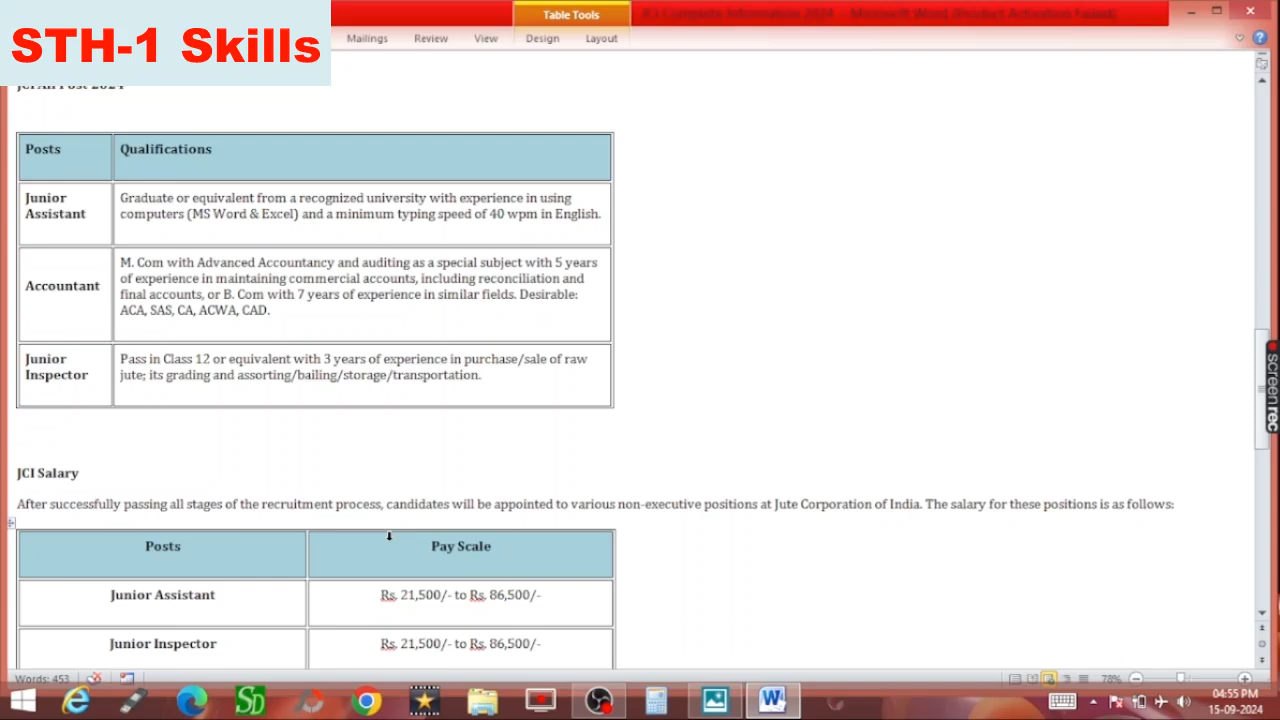 Table Tools
STH-1 Skills
Mailings Review View Design Layout
Posts Qualifications
Junior Assistant
Graduate or equivalent from a recognized university with experience in using
computers (MS Word & Excel) and a minimum typing speed of 40 wpm in English.
Accountant
M. Com with Advanced Accountancy and auditing as a special subject with 5 years
of experience in maintaining commercial accounts, including reconciliation and
final accounts, or B. Com with 7 years of experience in similar fields. Desirable:
ACA, SAS, CA, ACWA, CAD.
Junior Inspector
Pass in Class 12 or equivalent with 3 years of experience in purchase/sale of raw
jute; its grading and assorting/bailing/storage/transportation.
JCI Salary
After successfully passing all stages of the recruitment process, candidates will be appointed to various non-executive positions at Jute Corporation of India. The salary for these positions is as follows:
Posts Pay Scale
Junior Assistant Rs. 21,500/- to Rs. 86,500/-
Junior Inspector Rs. 21,500/- to Rs. 86,500/-
screenrec
Words: 453 78%
04:55 PM
15-09-2024